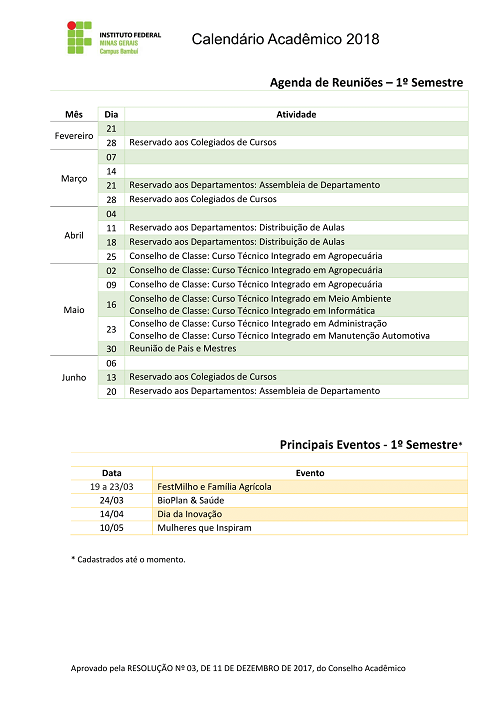 INSTITUTO FEDERAL
MINAS GERAIS
Campus Bambuí
Calendário Acadêmico 2018
Agenda de Reuniões – 1º Semestre
Mês Dia Atividade
Fevereiro
21
28 Reservado aos Colegiados de Cursos
Março
07
14
21 Reservado aos Departamentos: Assembleia de Departamento
28 Reservado aos Colegiados de Cursos
Abril
04
11 Reservado aos Departamentos: Distribuição de Aulas
18 Reservado aos Departamentos: Distribuição de Aulas
25 Conselho de Classe: Curso Técnico Integrado em Agropecuária
Maio
02 Conselho de Classe: Curso Técnico Integrado em Agropecuária
09 Conselho de Classe: Curso Técnico Integrado em Agropecuária
16 Conselho de Classe: Curso Técnico Integrado em Meio Ambiente
Conselho de Classe: Curso Técnico Integrado em Informática
23 Conselho de Classe: Curso Técnico Integrado em Administração
Conselho de Classe: Curso Técnico Integrado em Manutenção Automotiva
30 Reunião de Pais e Mestres
Junho
06
13 Reservado aos Colegiados de Cursos
20 Reservado aos Departamentos: Assembleia de Departamento
Principais Eventos - 1º Semestre*
Data Evento
19 a 23/03 FestMilho e Família Agrícola
24/03 BioPlan & Saúde
14/04 Dia da Inovação
10/05 Mulheres que Inspiram
* Cadastrados até o momento.
Aprovado pela RESOLUÇÃO Nº 03, DE 11 DE DEZEMBRO DE 2017, do Conselho Acadêmico